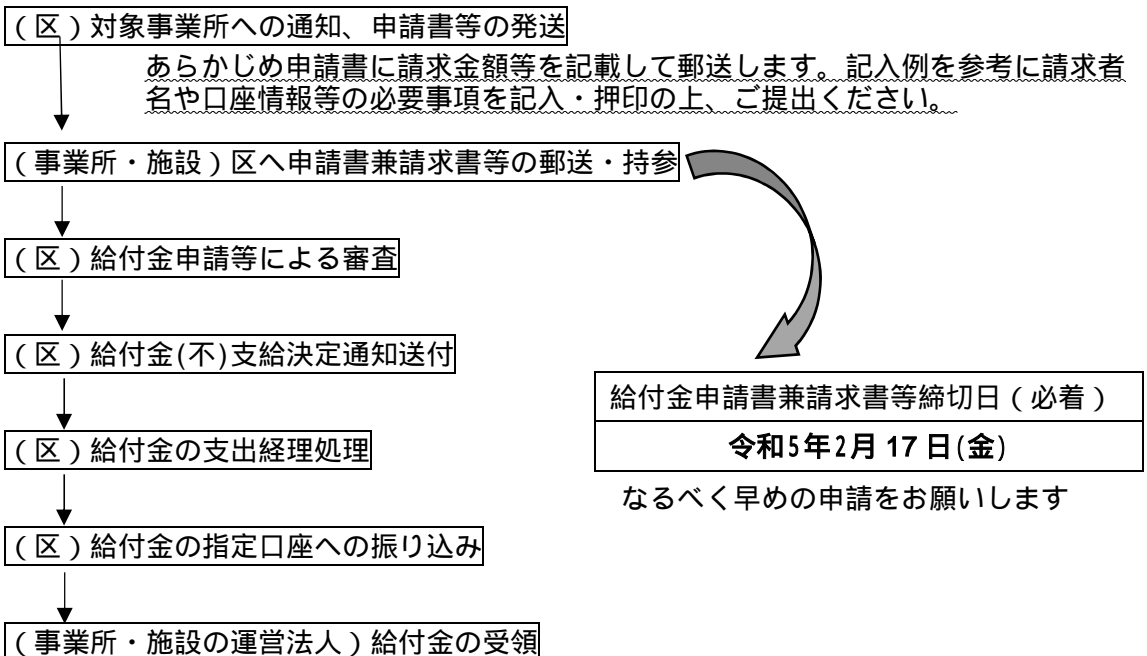 （区）対象事業所への通知、申請書等の発送
あらかじめ申請書に請求金額等を記載して郵送します。記入例を参考に請求者
名や口座情報等の必要事項を記入・押印の上、ご提出ください。
（事業所・施設）区へ申請書兼請求書等の郵送・持参
（区）給付金申請等による審査
（区）給付金(不)支給決定通知送付
（区）給付金の支出経理処理
（区）給付金の指定口座への振り込み
（事業所・施設の運営法人）給付金の受領
給付金申請書兼請求書等締切日（必着）
令和5年2月17日(金)
なるべく早めの申請をお願いします